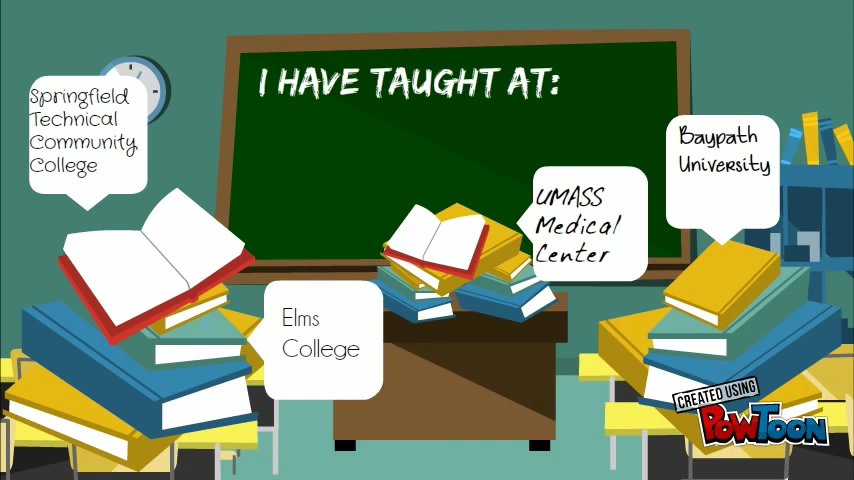 I HAVE TAUGHT AT:
Springfield
Technical
Community
College
Baypath
University
UMASS
Medical
Center
Elms
College
CREATED USING
POWTOON